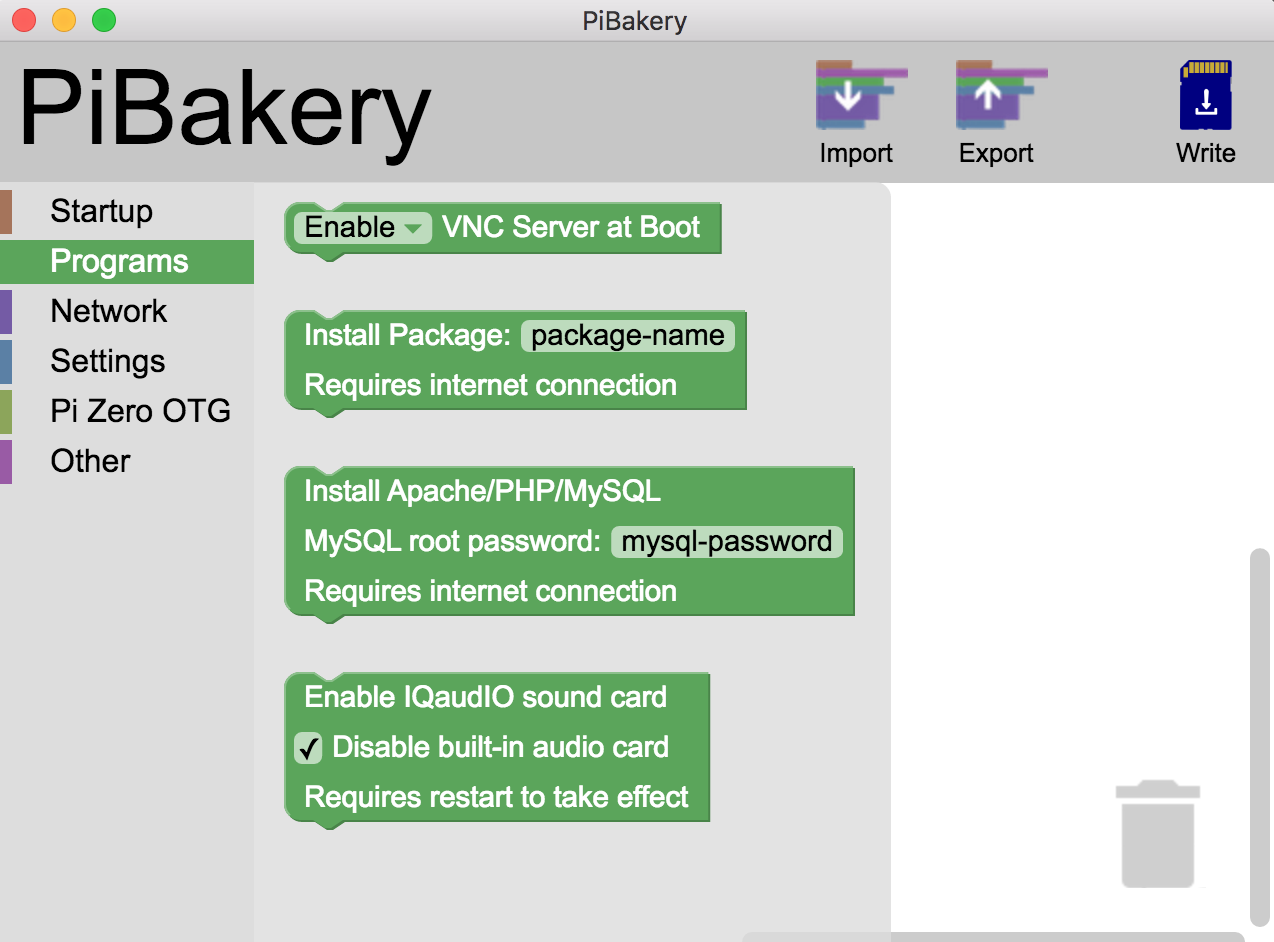 PiBakery
PiBakery
Import
Export
Write
Startup
Programs
Network
Settings
Pi Zero OTG
Other
Enable VNC Server at Boot
Install Package: package-name
Requires internet connection
Install Apache/PHP/MySQL
MySQL root password: mysql-password
Requires internet connection
Enable IQaudIO sound card
Disable built-in audio card
Requires restart to take effect